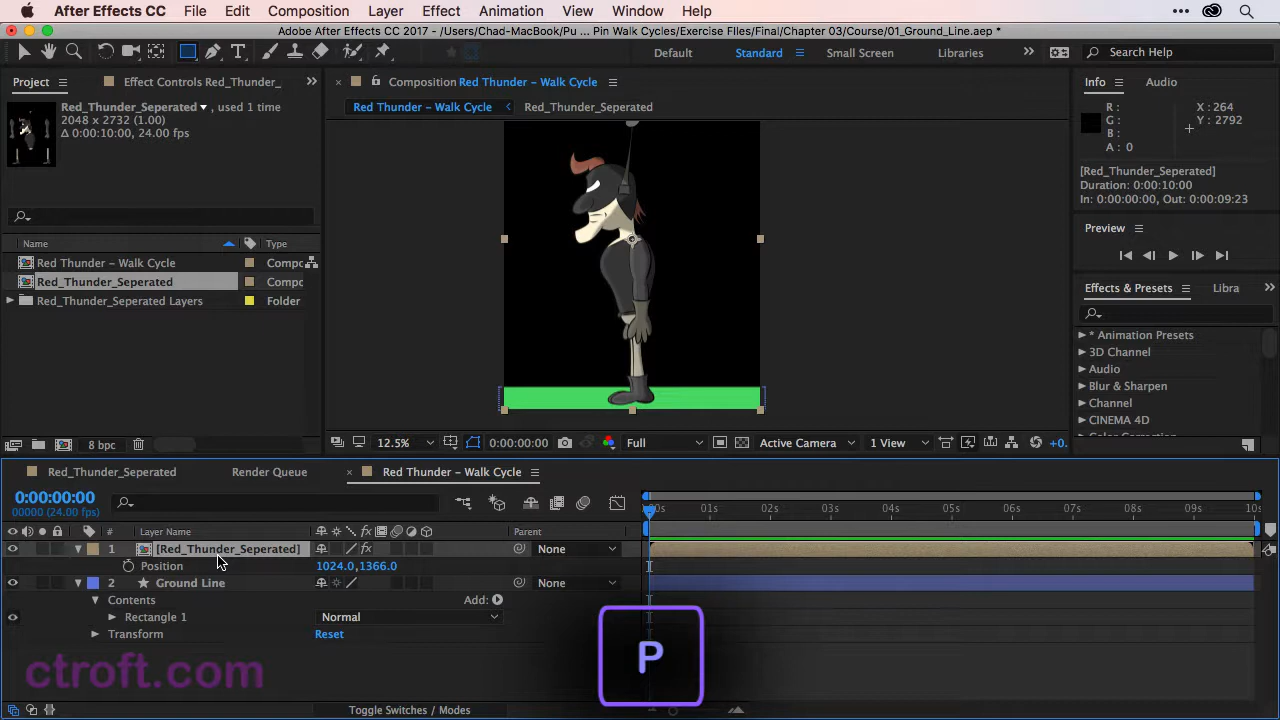 After Effects CC File Edit Composition Layer Effect Animation View Window Help
Adobe After Effects CC 2017 - /Users/Chad-MacBook/Pu ... Pin Walk Cycles/Exercise Files/Final/Chapter 03/Course/01_Ground_Line.aep *
Default Standard Small Screen Libraries Search Help
Project Effect Controls Red_Thunder_
Composition Red Thunder – Walk Cycle
Info Audio
Red_Thunder_Seperated , used 1 time
2048 x 2732 (1.00)
Δ 0:00:10:00, 24.00 fps
Red Thunder – Walk Cycle Red_Thunder_Seperated
R:
G:
B:
A: 0
X: 264
Y: 2792
[Red_Thunder_Seperated]
Duration: 0:00:10:00
In: 0:00:00:00, Out: 0:00:09:23
Preview
Name Type
Red Thunder – Walk Cycle Compo
Red_Thunder_Seperated Compo
Red_Thunder_Seperated Layers Folder
Effects & Presets Libra
* Animation Presets
3D Channel
Audio
Blur & Sharpen
Channel
CINEMA 4D
Color Correction
8 bpc
12.5% 0:00:00:00 Full Active Camera 1 View +0.
Red_Thunder_Seperated Render Queue Red Thunder – Walk Cycle
0:00:00:00
00000 (24.00 fps)
:00s 01s 02s 03s 04s 05s 06s 07s 08s 09s 10s
# Layer Name Parent
1 [Red_Thunder_Seperated] None
Position 1024.0,1366.0
2 Ground Line None
Contents Add:
Rectangle 1 Normal
Transform Reset
P
ctroft.com
Toggle Switches / Modes